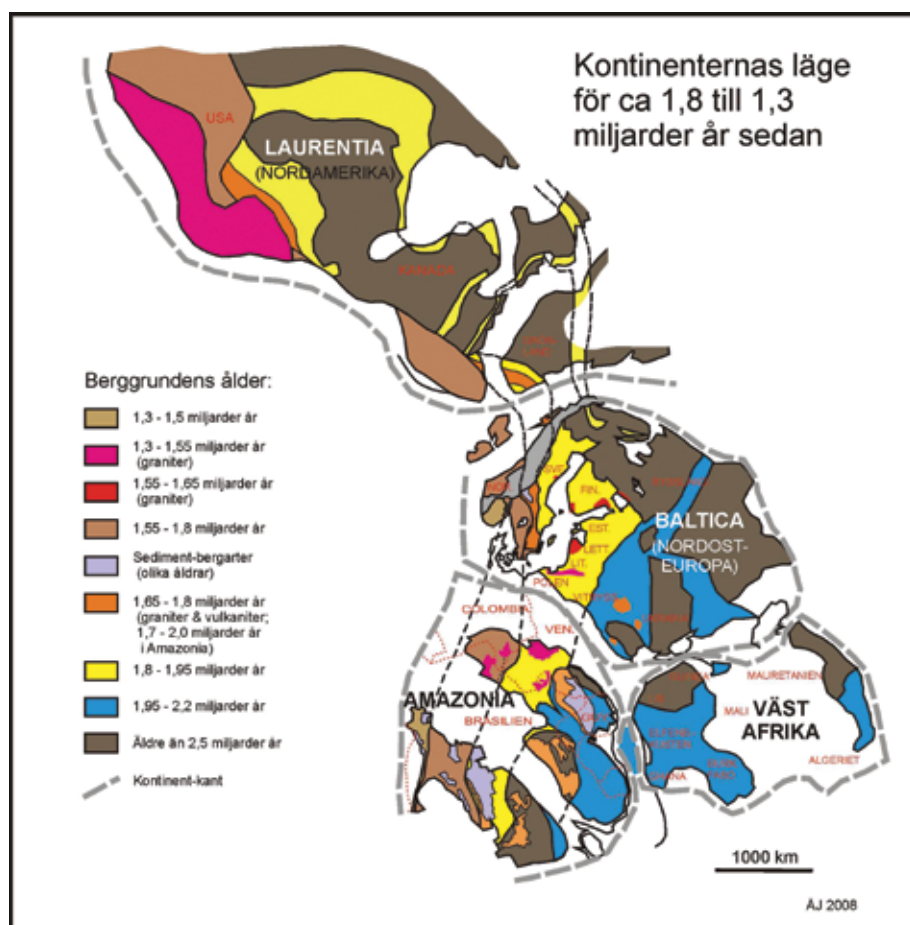 Kontinenternas läge
för ca 1,8 till 1,3
miljarder år sedan
USA
LAURENTIA
(NORDAMERIKA)
KANADA
Berggrundens ålder:
1,3 - 1,5 miljarder år
1,3 - 1,55 miljarder år
(graniter)
1,55 - 1,65 miljarder år
(graniter)
1,55 - 1,8 miljarder år
Sediment-bergarter
(olika åldrar)
1,65 - 1,8 miljarder år
(graniter & vulkaniter;
1,7 - 2,0 miljarder år
i Amazonia)
1,8 - 1,95 miljarder år
1,95 - 2,2 miljarder år
Äldre än 2,5 miljarder år
Kontinent-kant
SVE.
NOR.
FIN.
EST.
LETT.
LIT.
POLEN
BALTICA
(NORDOST-
EUROPA)
COLOMBIA
VEN.
AMAZONIA
BRASILIEN
MAURETANIEN
MALI
VÄST
AFRIKA
GHANA
ALGERIET
1000 km
ÅJ 2008